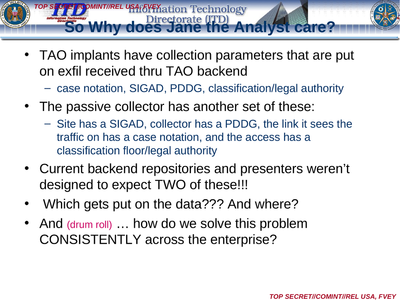 TOP SECRET//COMINT//REL USA, FVEY
ITD
Information Technology
Information Technology
Directorate
Directorate (ITD)
So Why does Jane the Analyst care?
• TAO implants have collection parameters that are put
on exfil received thru TAO backend
– case notation, SIGAD, PDDG, classification/legal authority
• The passive collector has another set of these:
– Site has a SIGAD, collector has a PDDG, the link it sees the
traffic on has a case notation, and the access has a
classification floor/legal authority
• Current backend repositories and presenters weren't
designed to expect TWO of these!!!
• Which gets put on the data??? And where?
• And (drum roll) … how do we solve this problem
CONSISTENTLY across the enterprise?
TOP SECRET//COMINT//REL USA, FVEY